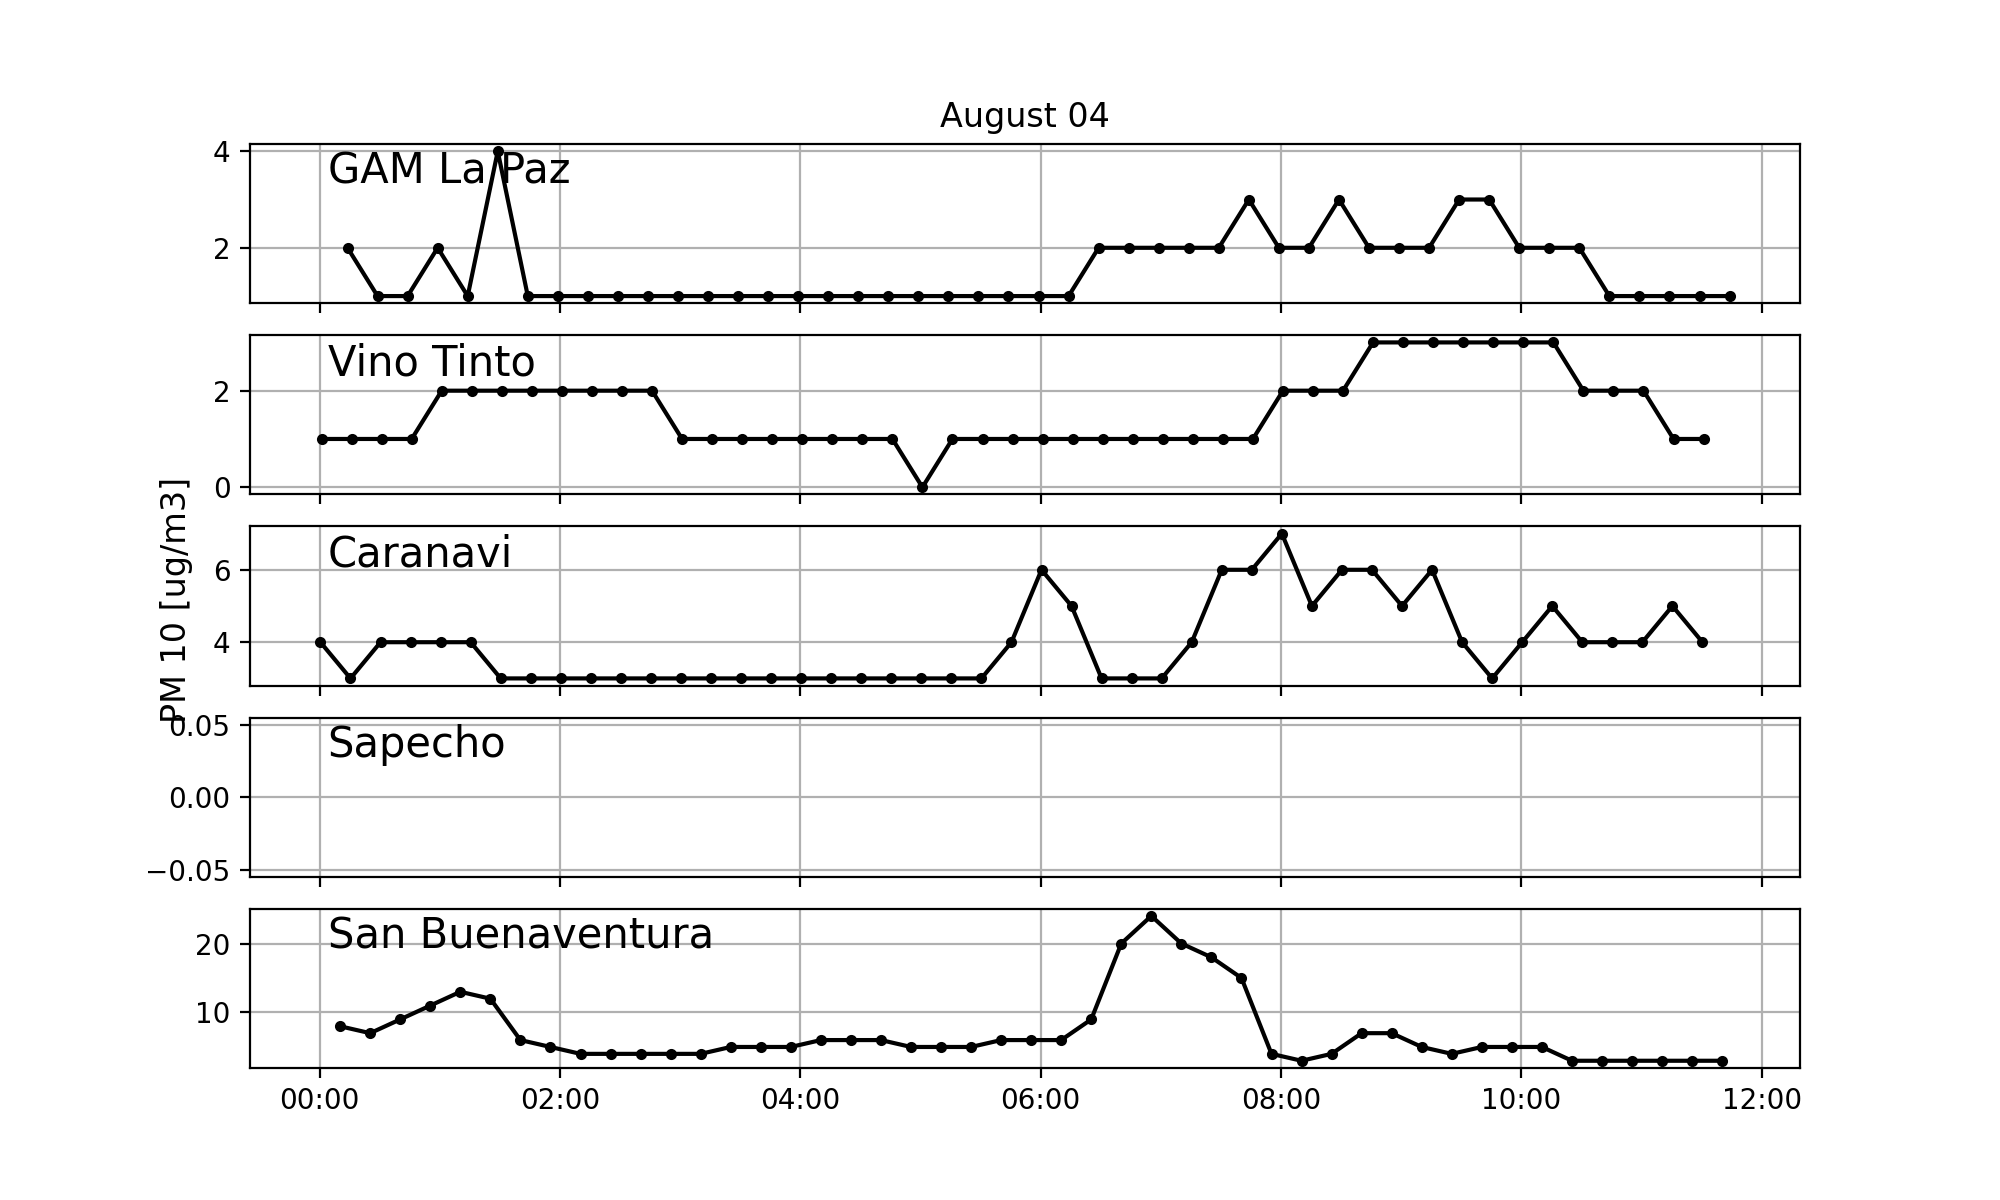 August 04
PM 10 [ug/m3]
GAM La Paz
4
2
Vino Tinto
2
0
Caranavi
6
4
Sapecho
0.05
0.00
−0.05
San Buenaventura
20
10
00:00 02:00 04:00 06:00 08:00 10:00 12:00